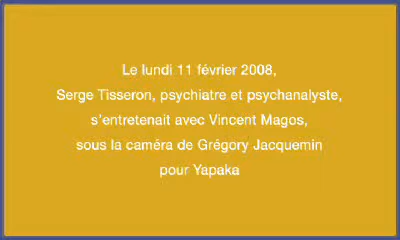 Le lundi 11 février 2008,
Serge Tisseron, psychiatre et psychanalyste,
s'entretenait avec Vincent Magos,
sous la caméra de Grégory Jacquemin
pour Yapaka